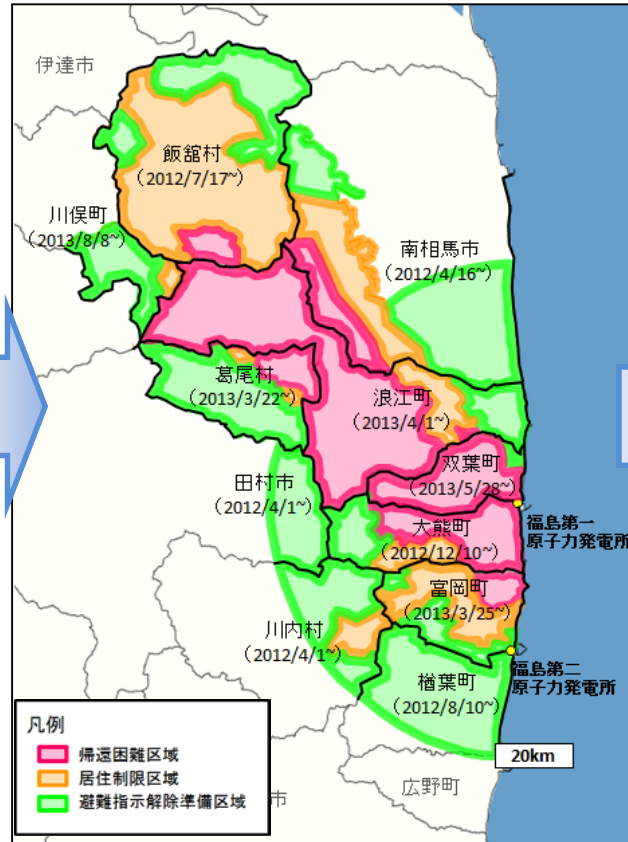 伊達市
飯舘村
（2012/7/17~）
川俣町
（2013/8/8~）
南相馬市
（2012/4/16~）
葛尾村
（2013/3/22~）
浪江町
（2013/4/1~）
双葉町
（2013/5/28~）
田村市
（2012/4/1~）
大熊町
（2012/12/10~）
福島第一
原子力発電所
富岡町
（2013/3/25~）
川内村
（2012/4/1~）
福島第二
原子力発電所
楢葉町
（2012/8/10~）
20km
広野町
市
凡例
帰還困難区域
居住制限区域
避難指示解除準備区域